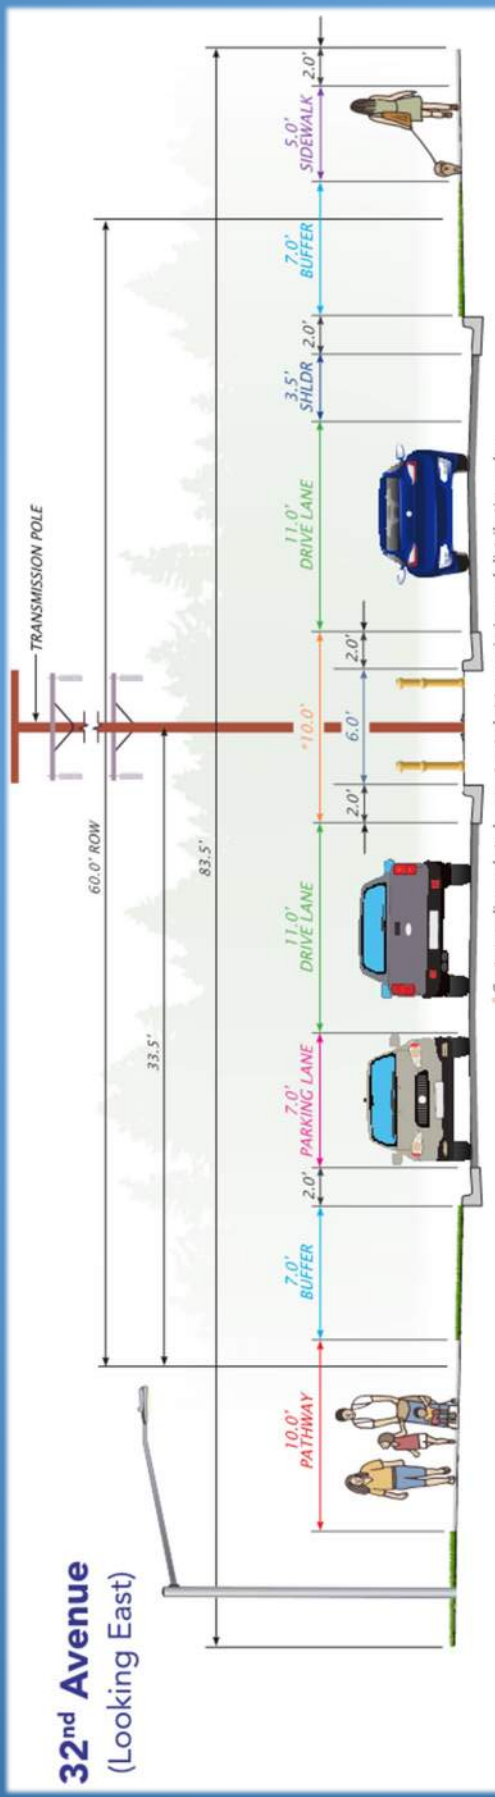 32nd Avenue
(Looking East)
TRANSMISSION POLE
60.0' ROW
33.5'
83.5'
10.0'
PATHWAY
7.0'
BUFFER
2.0'
7.0'
PARKING LANE
11.0'
DRIVE LANE
*10.0'
2.0'
6.0'
2.0'
11.0'
DRIVE LANE
3.5'
SHLDR
2.0'
7.0'
BUFFER
5.0'
SIDEWALK
2.0'